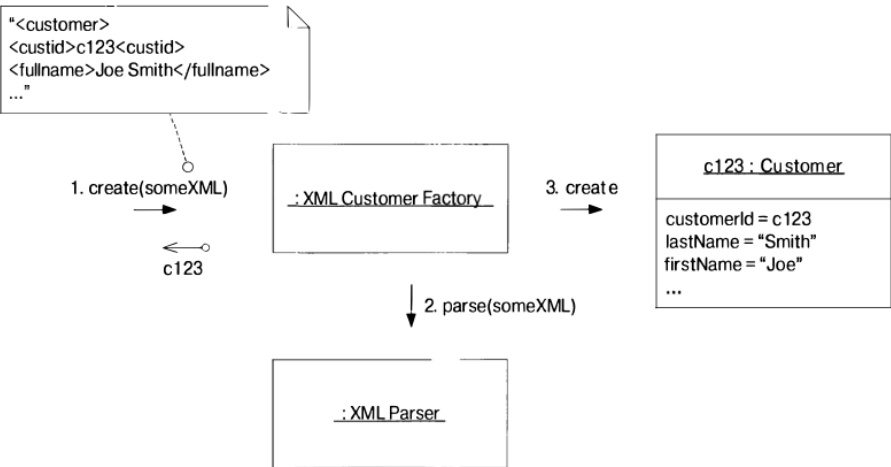 “<customer>
<custid>c123<custid>
<fullname>Joe Smith</fullname>
...”
1. create(someXML)
c123
: XML Customer Factory
3. create
c123 : Customer
customerId = c123
lastName = “Smith”
firstName = “Joe”
...
2. parse(someXML)
: XML Parser